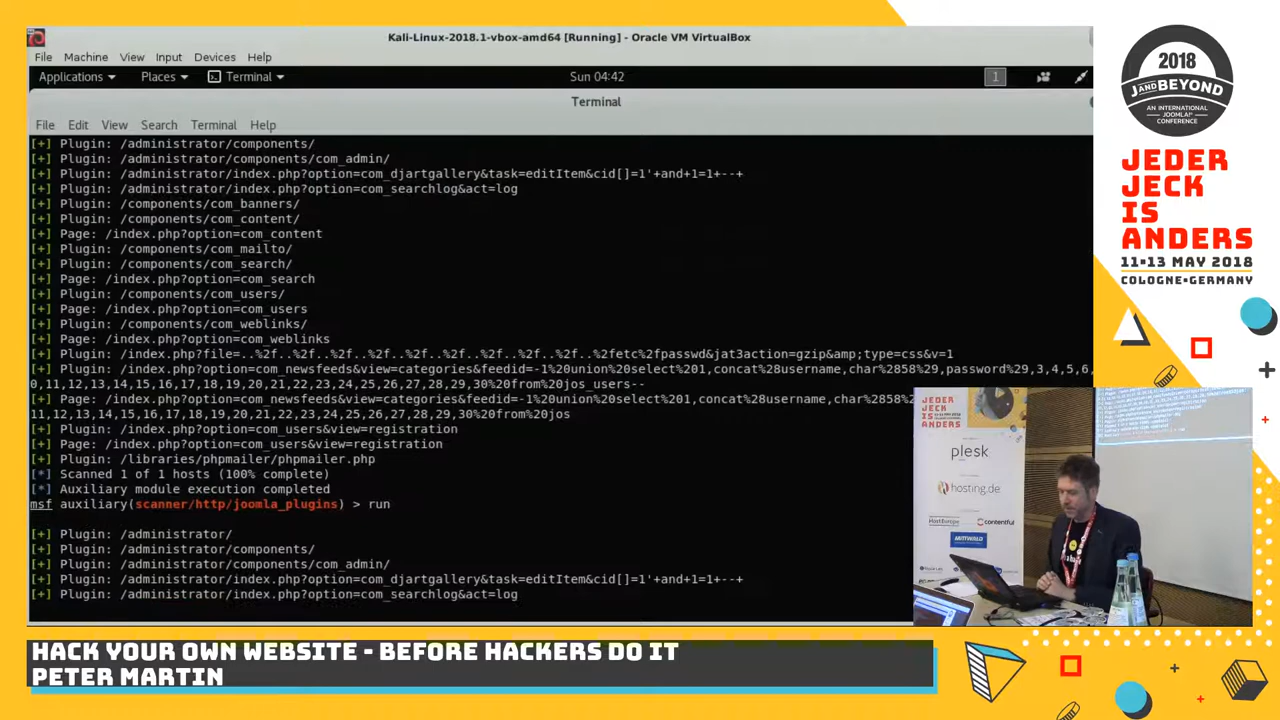 Kali-Linux-2018.1-vbox-amd64 [Running] - Oracle VM VirtualBox
File Machine View Input Devices Help
Applications Places Terminal Sun 04:42 1
Terminal
File Edit View Search Terminal Help
[+] Plugin: /administrator/components/
[+] Plugin: /administrator/components/com_admin/
[+] Plugin: /administrator/index.php?option=com_djartgallery&task=editItem&cid[]=1'+and+1=1+--+
[+] Plugin: /administrator/index.php?option=com_searchlog&act=log
[+] Plugin: /components/com_banners/
[+] Plugin: /components/com_content/
[+] Page: /index.php?option=com_content
[+] Plugin: /components/com_mailto/
[+] Plugin: /components/com_search/
[+] Page: /index.php?option=com_search
[+] Plugin: /components/com_users/
[+] Page: /index.php?option=com_users
[+] Plugin: /components/com_weblinks/
[+] Page: /index.php?option=com_weblinks
[+] Plugin: /index.php?file=..%2f..%2f..%2f..%2f..%2f..%2f..%2f..%2f..%2f..%2f..%2fetc%2fpasswd&jat3action=gzip&amp;type=css&v=1
[+] Plugin: /index.php?option=com_newsfeeds&view=categories&feedid=-1%20union%20select%201,concat%28username,char%2858%29,password%29,3,4,5,6,
0,11,12,13,14,15,16,17,18,19,20,21,22,23,24,25,26,27,28,29,30%20from%20jos_users--
[+] Page: /index.php?option=com_newsfeeds&view=categories&feedid=-1%20union%20select%201,concat%28username,char%2858%2
11,12,13,14,15,16,17,18,19,20,21,22,23,24,25,26,27,28,29,30%20from%20jos
[+] Plugin: /index.php?option=com_users&view=registration
[+] Page: /index.php?option=com_users&view=registration
[+] Plugin: /libraries/phpmailer/phpmailer.php
[*] Scanned 1 of 1 hosts (100% complete)
[*] Auxiliary module execution completed
msf auxiliary(scanner/http/joomla_plugins) > run
[+] Plugin: /administrator/
[+] Plugin: /administrator/components/
[+] Plugin: /administrator/components/com_admin/
[+] Plugin: /administrator/index.php?option=com_djartgallery&task=editItem&cid[]=1'+and+1=1+--+
[+] Plugin: /administrator/index.php?option=com_searchlog&act=log
2018
JANDBEYOND
AN INTERNATIONAL
JOOMLA! CONFERENCE
JEDER
JECK
IS
ANDERS
11-13 MAY 2018
COLOGNE•GERMANY
JEDER
JECK IS
ANDERS
plesk
hosting.de
HostEurope contentful
MITTWALD
HACK YOUR OWN WEBSITE - BEFORE HACKERS DO IT
PETER MARTIN